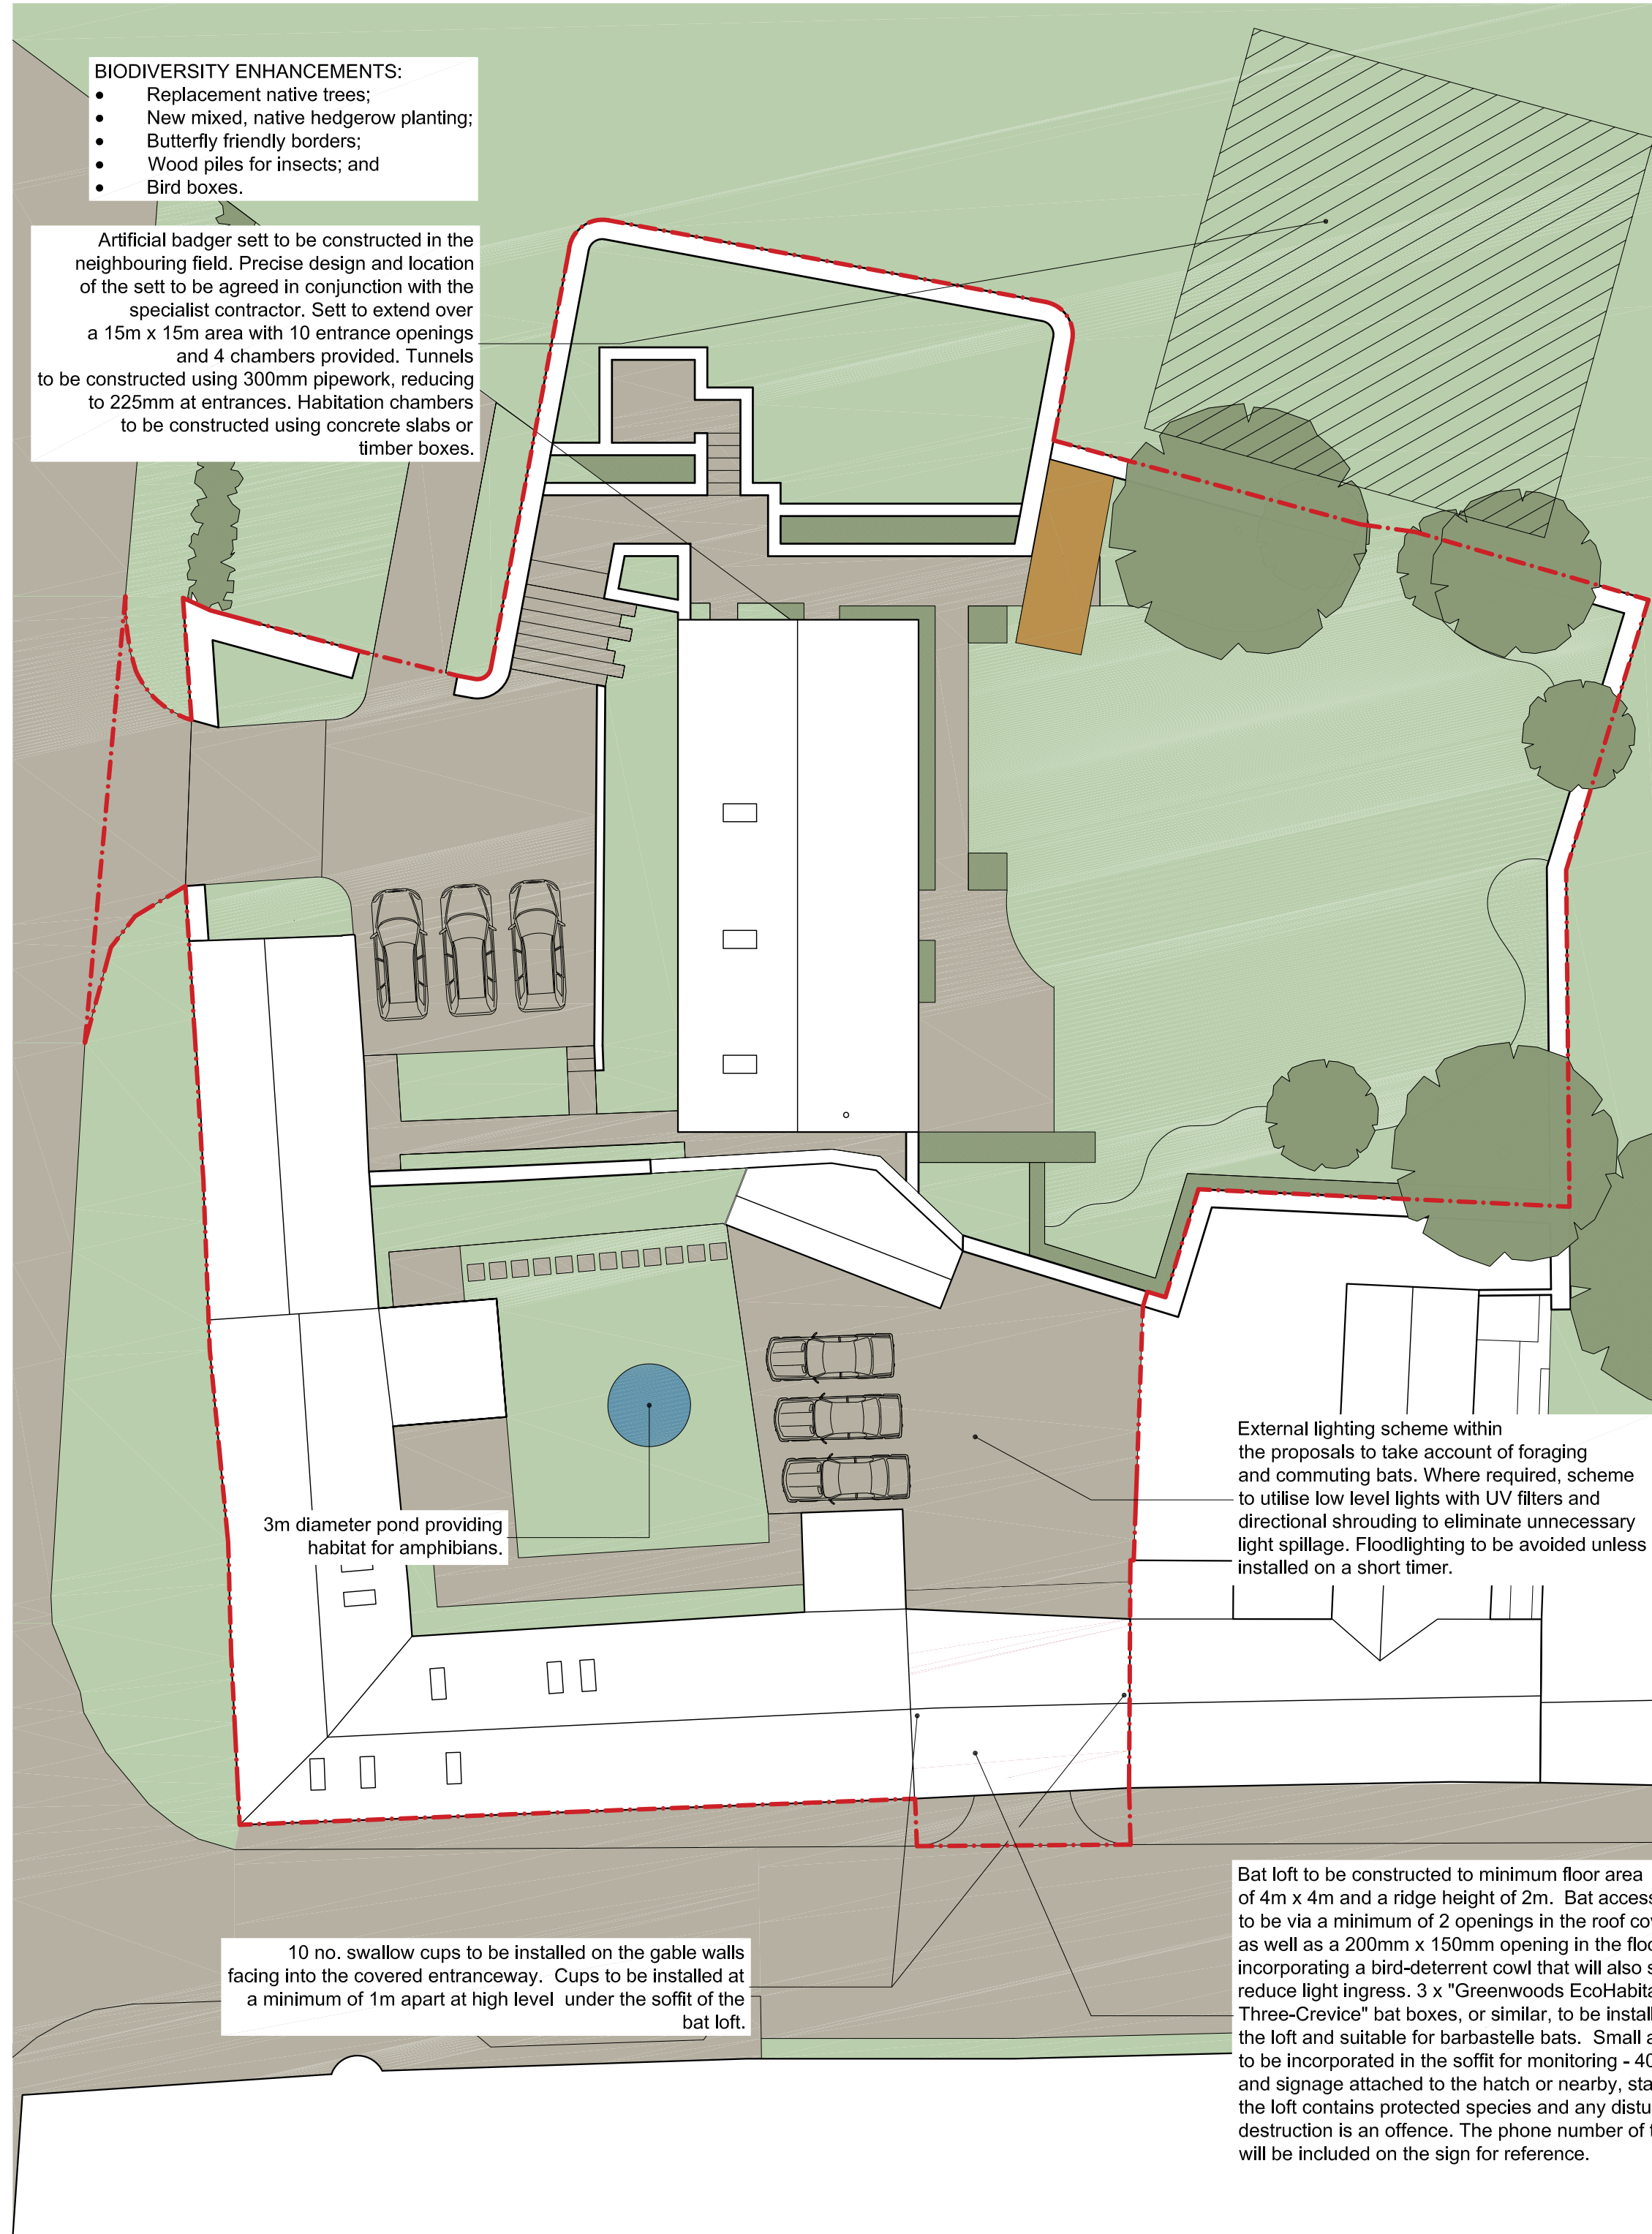 BIODIVERSITY ENHANCEMENTS:
• Replacement native trees;
• New mixed, native hedgerow planting;
• Butterfly friendly borders;
• Wood piles for insects; and
• Bird boxes.
Artificial badger sett to be constructed in the
neighbouring field. Precise design and location
of the sett to be agreed in conjunction with the
specialist contractor. Sett to extend over
a 15m x 15m area with 10 entrance openings
and 4 chambers provided. Tunnels
to be constructed using 300mm pipework, reducing
to 225mm at entrances. Habitation chambers
to be constructed using concrete slabs or
timber boxes.
External lighting scheme within
the proposals to take account of foraging
and commuting bats. Where required, scheme
to utilise low level lights with UV filters and
directional shrouding to eliminate unnecessary
light spillage. Floodlighting to be avoided unless
installed on a short timer.
3m diameter pond providing
habitat for amphibians.
Bat loft to be constructed to minimum floor area
of 4m x 4m and a ridge height of 2m. Bat access
to be via a minimum of 2 openings in the roof
as well as a 200mm x 150mm opening in the
incorporating a bird-deterrent cowl that will also
reduce light ingress. 3 x "Greenwoods
Three-Crevice" bat boxes, or similar, to be
the loft and suitable for barbastelle bats. Small
to be incorporated in the soffit for monitoring -
and signage attached to the hatch or nearby,
the loft contains protected species and any
destruction is an offence. The phone number of
will be included on the sign for reference.
10 no. swallow cups to be installed on the gable walls
facing into the covered entranceway. Cups to be installed at
a minimum of 1m apart at high level under the soffit of the
bat loft.